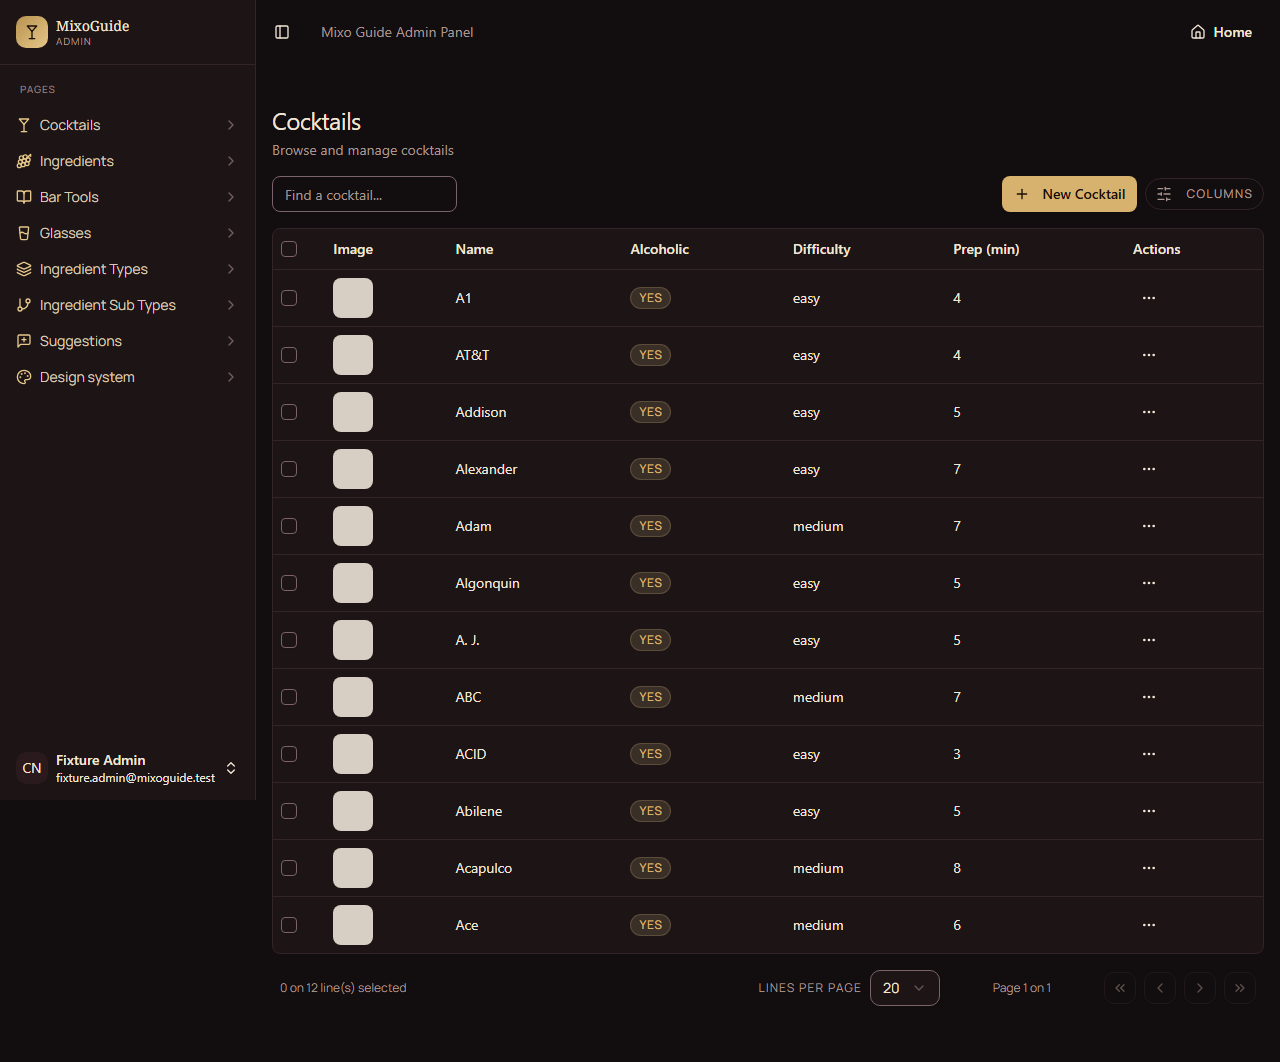 MixoGuide
ADMIN
Mixo Guide Admin Panel
Home
PAGES
Cocktails
Ingredients
Bar Tools
Glasses
Ingredient Types
Ingredient Sub Types
Suggestions
Design system
CN
Fixture Admin
fixture.admin@mixoguide.test
Cocktails
Browse and manage cocktails
Find a cocktail...
New Cocktail
COLUMNS
Image Name Alcoholic Difficulty Prep (min) Actions
A1 YES easy 4
AT&T YES easy 4
Addison YES easy 5
Alexander YES easy 7
Adam YES medium 7
Algonquin YES easy 5
A. J. YES easy 5
ABC YES medium 7
ACID YES easy 3
Abilene YES easy 5
Acapulco YES medium 8
Ace YES medium 6
0 on 12 line(s) selected
LINES PER PAGE 20
Page 1 on 1